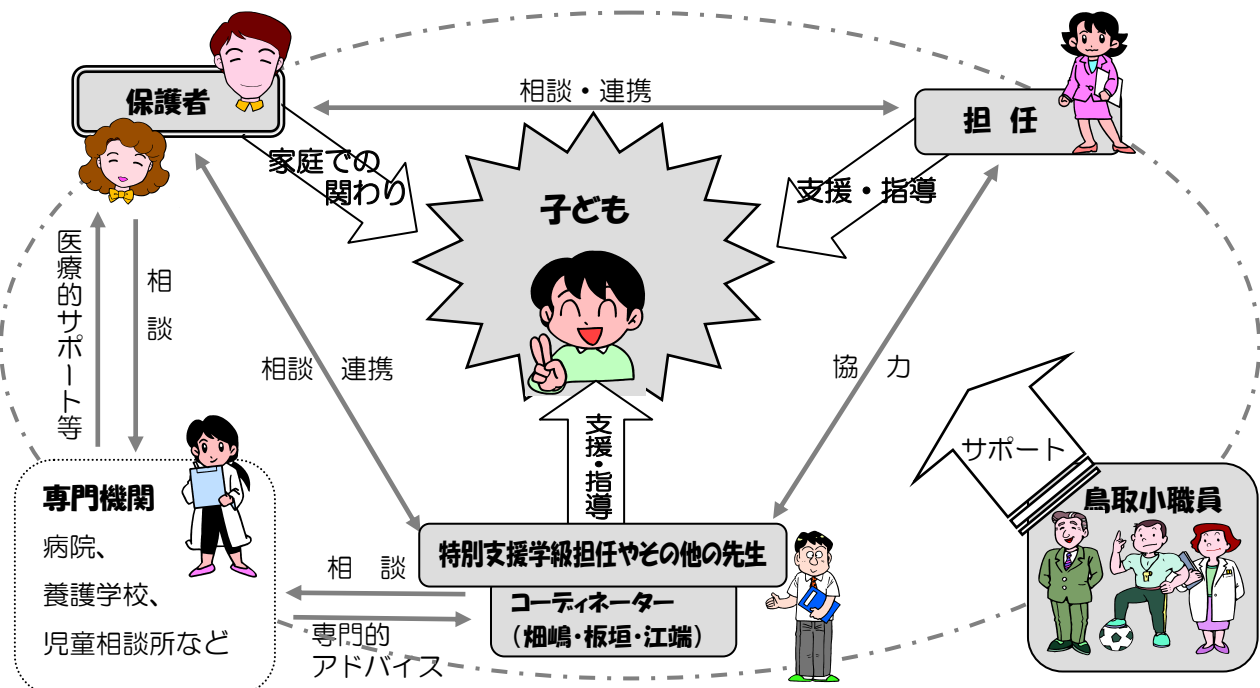 保護者
相談・連携
担 任
家庭での
関わり
子ども
支援・指導
医療的サポート等
相
談
相談 連携
協 力
支援・指導
サポート
専門機関
病院、
養護学校、
児童相談所など
相 談
専門的
アドバイス
特別支援学級担任やその他の先生
コーディネーター
（畑嶋・板垣・江端）
鳥取小職員